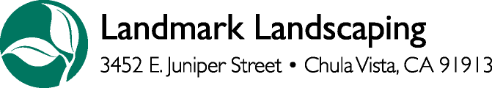 Landmark Landscaping
3452 E. Juniper Street • Chula Vista, CA 91913